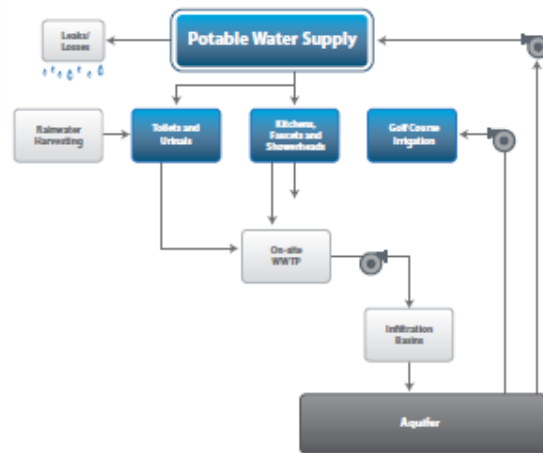 Leaks/
Losses
Potable Water Supply
Rainwater
Harvesting
Toilets and
Urinals
Kitchens,
Faucets and
Showerheads
Golf Course
Irrigation
On-site
WWTP
Infiltration
Basins
Aquifer